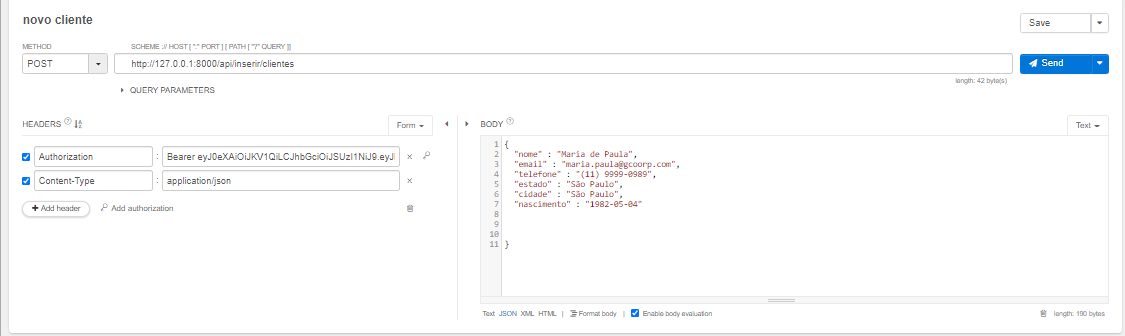 novo cliente
Save
METHOD
SCHEME :// HOST [ ":" PORT ] [ PATH [ "?" QUERY ]]
POST
http://127.0.0.1:8000/api/inserir/clientes
Send
length: 42 byte(s)
QUERY PARAMETERS
HEADERS ?
Form
BODY ?
Text
Authorization : Bearer eyJ0eXAiOiJKV1QiLCJhbGciOiJSUzI1NiJ9.eyJ
Content-Type : application/json
+ Add header
Add authorization
1 {
2 "nome" : "Maria de Paula",
3 "email" : "maria.paula@gcoorp.com",
4 "telefone" : "(11) 9999-0989",
5 "estado" : "São Paulo",
6 "cidade" : "São Paulo",
7 "nascimento" : "1982-05-04"
8
9
10
11 }
Text JSON XML HTML | Format body | Enable body evaluation
length: 190 bytes